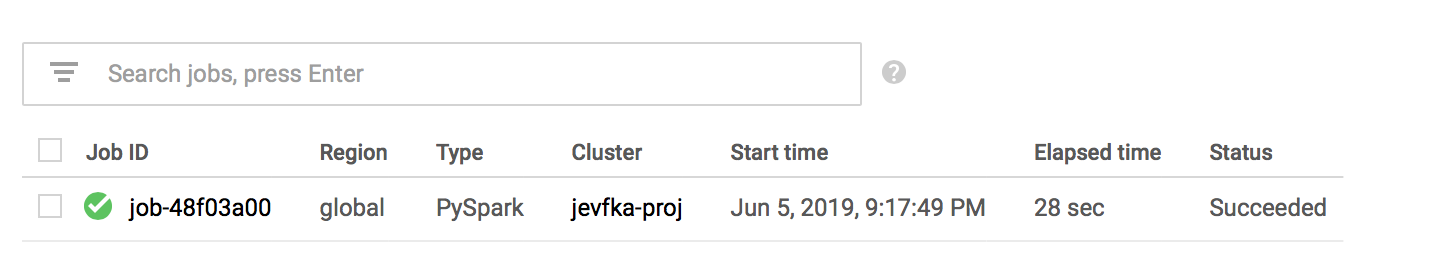 Search jobs, press Enter ?
Job ID Region Type Cluster Start time Elapsed time Status
job-48f03a00 global PySpark jevfka-proj Jun 5, 2019, 9:17:49 PM 28 sec Succeeded